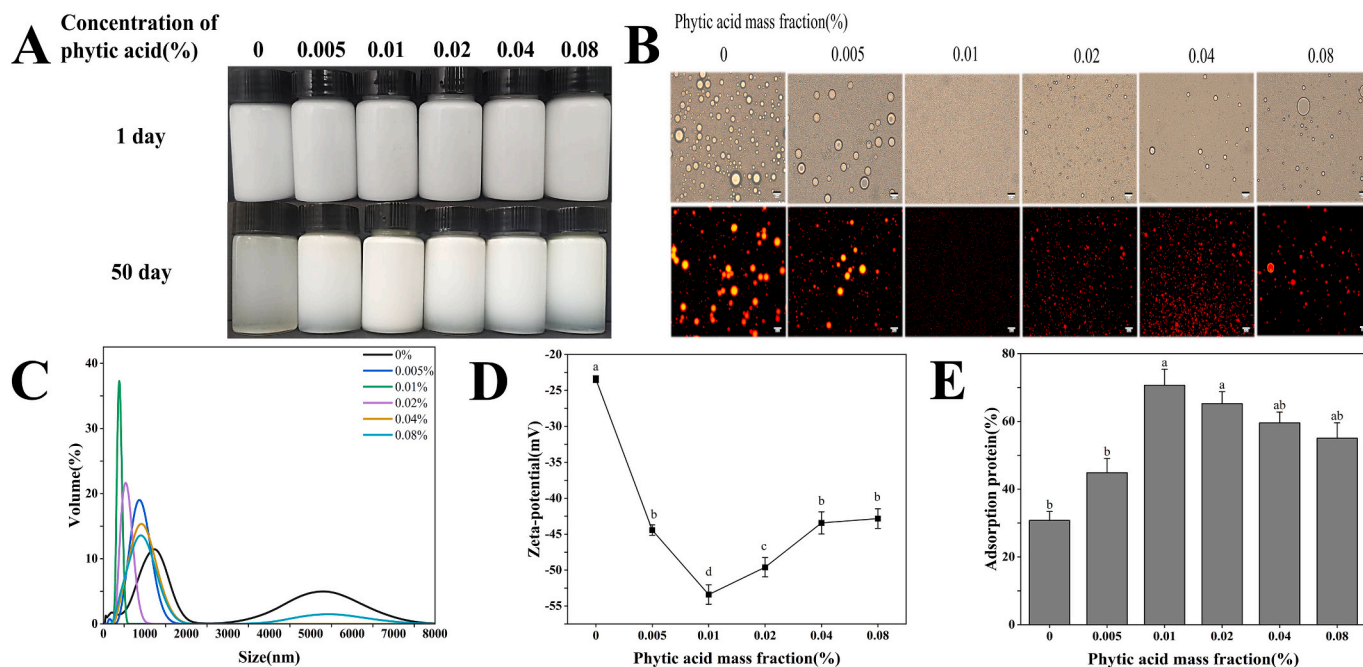 A
Concentration of
phytic acid(%)
0 0.005 0.01 0.02 0.04 0.08
1 day
50 day
B
Phytic acid mass fraction(%)
0 0.005 0.01 0.02 0.04 0.08
C
40
30
20
10
0
Volume(%)
0%
0.005%
0.01%
0.02%
0.04%
0.08%
0 1000 2000 3000 4000 5000 6000 7000 8000
Size(nm)
D
-20
-25
-30
-35
-40
-45
-50
-55
Zeta-potential(mV)
a
b
d
c
b
b
0 0.005 0.01 0.02 0.04 0.08
Phytic acid mass fraction(%)
E
80
60
40
20
0
Adsorption protein(%)
b
b
a
a
ab
ab
0 0.005 0.01 0.02 0.04 0.08
Phytic acid mass fraction(%)